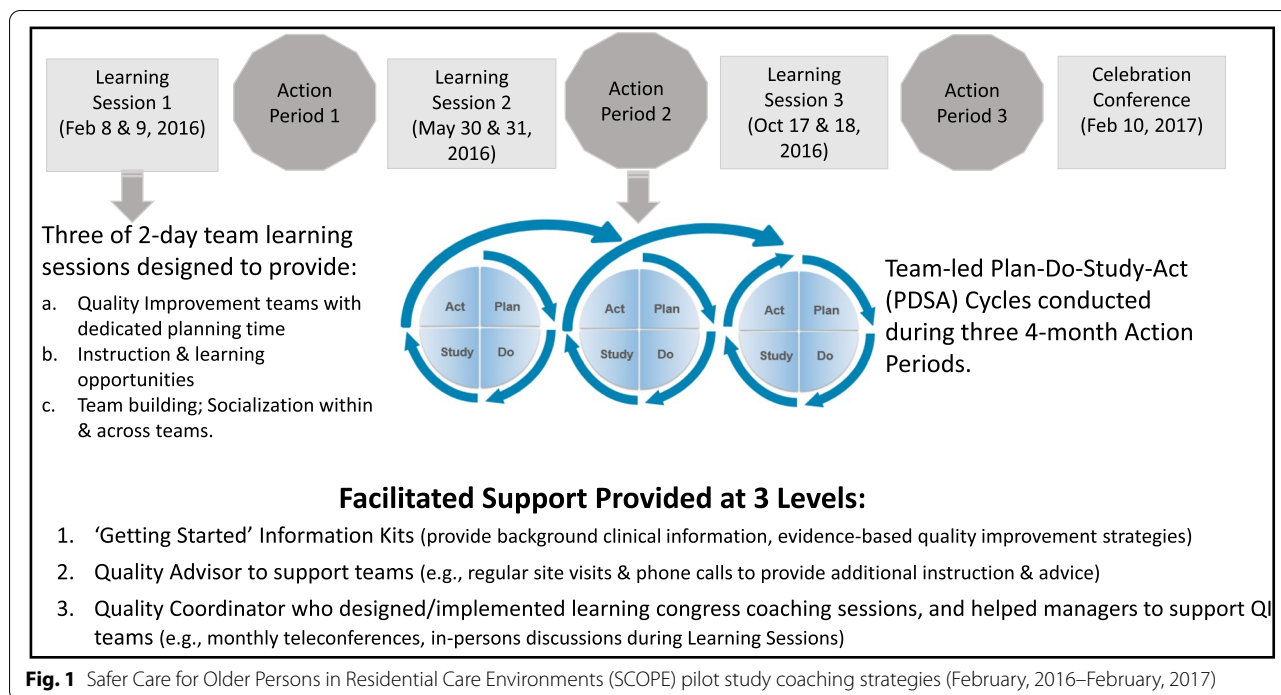 Learning
Session 1
(Feb 8 & 9, 2016)
Action
Period 1
Learning
Session 2
(May 30 & 31,
2016)
Action
Period 2
Learning
Session 3
(Oct 17 & 18,
2016)
Action
Period 3
Celebration
Conference
(Feb 10, 2017)
Three of 2-day team learning
sessions designed to provide:
a. Quality Improvement teams with
dedicated planning time
b. Instruction & learning
opportunities
c. Team building; Socialization within
& across teams.
Act Plan
Study Do
Act Plan
Study Do
Act Plan
Study Do
Team-led Plan-Do-Study-Act
(PDSA) Cycles conducted
during three 4-month Action
Periods.
Facilitated Support Provided at 3 Levels:
1. ‘Getting Started’ Information Kits (provide background clinical information, evidence-based quality improvement strategies)
2. Quality Advisor to support teams (e.g., regular site visits & phone calls to provide additional instruction & advice)
3. Quality Coordinator who designed/implemented learning congress coaching sessions, and helped managers to support QI
teams (e.g., monthly teleconferences, in-persons discussions during Learning Sessions)
Fig. 1 Safer Care for Older Persons in Residential Care Environments (SCOPE) pilot study coaching strategies (February, 2016–February, 2017)